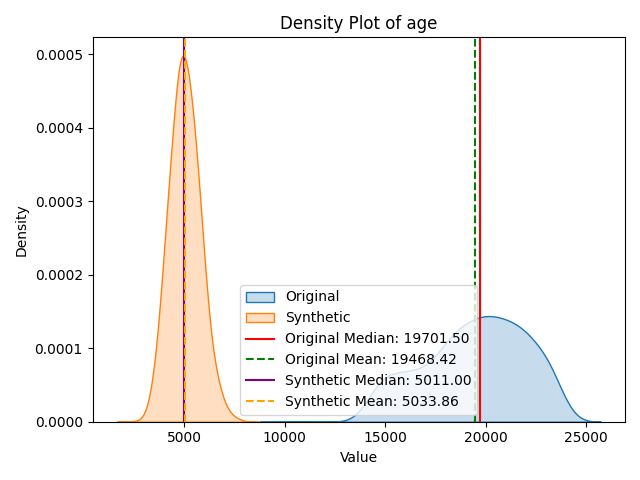 Density Plot of age
0.0005
0.0004
0.0003
0.0002
0.0001
0.0000
Density
Original
Synthetic
Original Median: 19701.50
Original Mean: 19468.42
Synthetic Median: 5011.00
Synthetic Mean: 5033.86
5000 10000 15000 20000 25000
Value